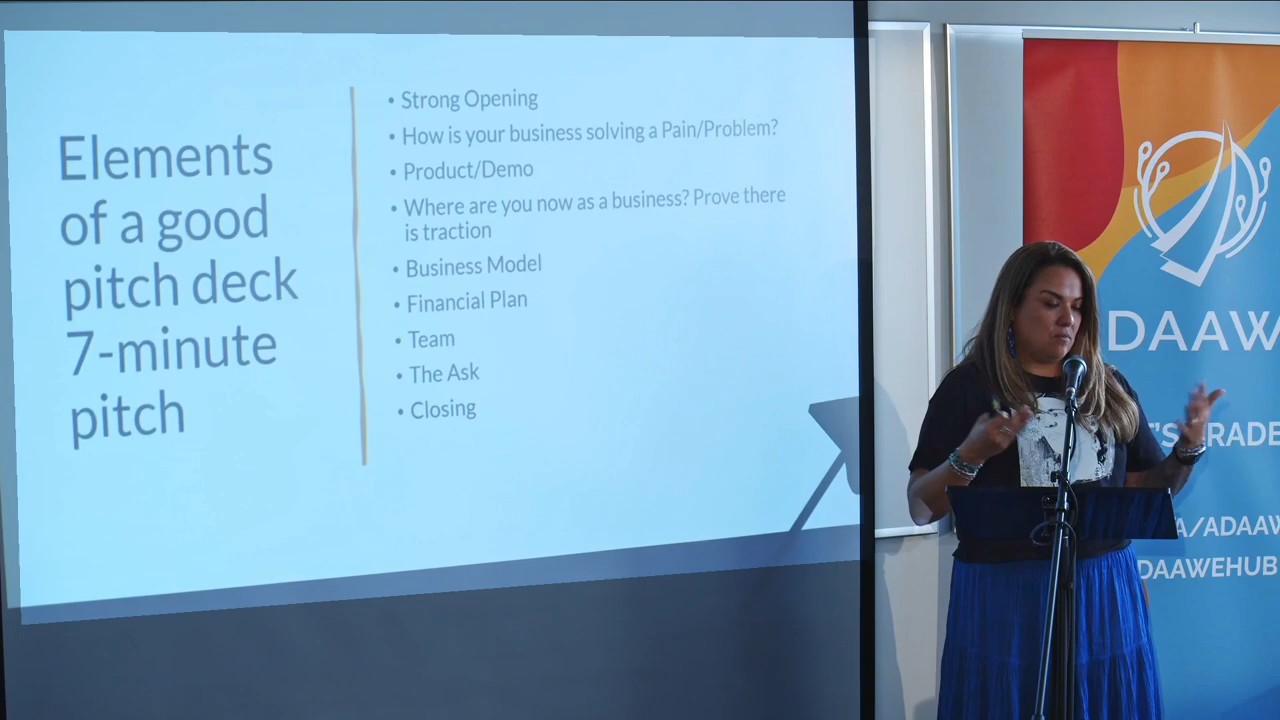 Elements
of a good
pitch deck
7-minute
pitch
• Strong Opening
• How is your business solving a Pain/Problem?
• Product/Demo
• Where are you now as a business? Prove there
is traction
• Business Model
• Financial Plan
• Team
• The Ask
• Closing
DAAW
T'S RADE
A/ADAAW
DAAWEHUB